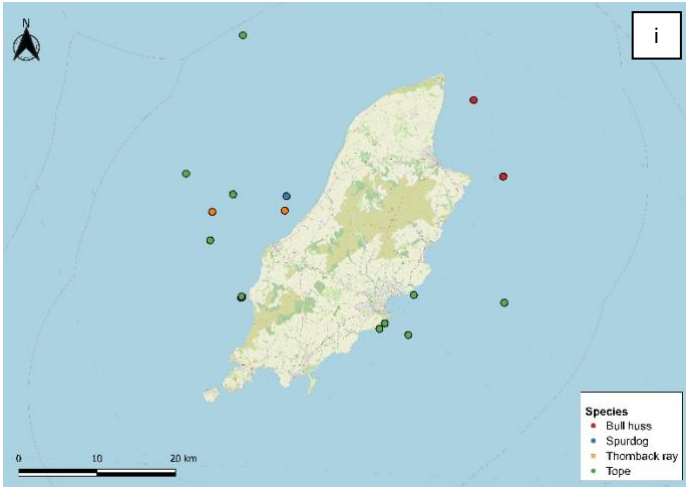 N
i
Species
Bull huss
Spurdog
Thornback ray
Tope
0 10 20 km